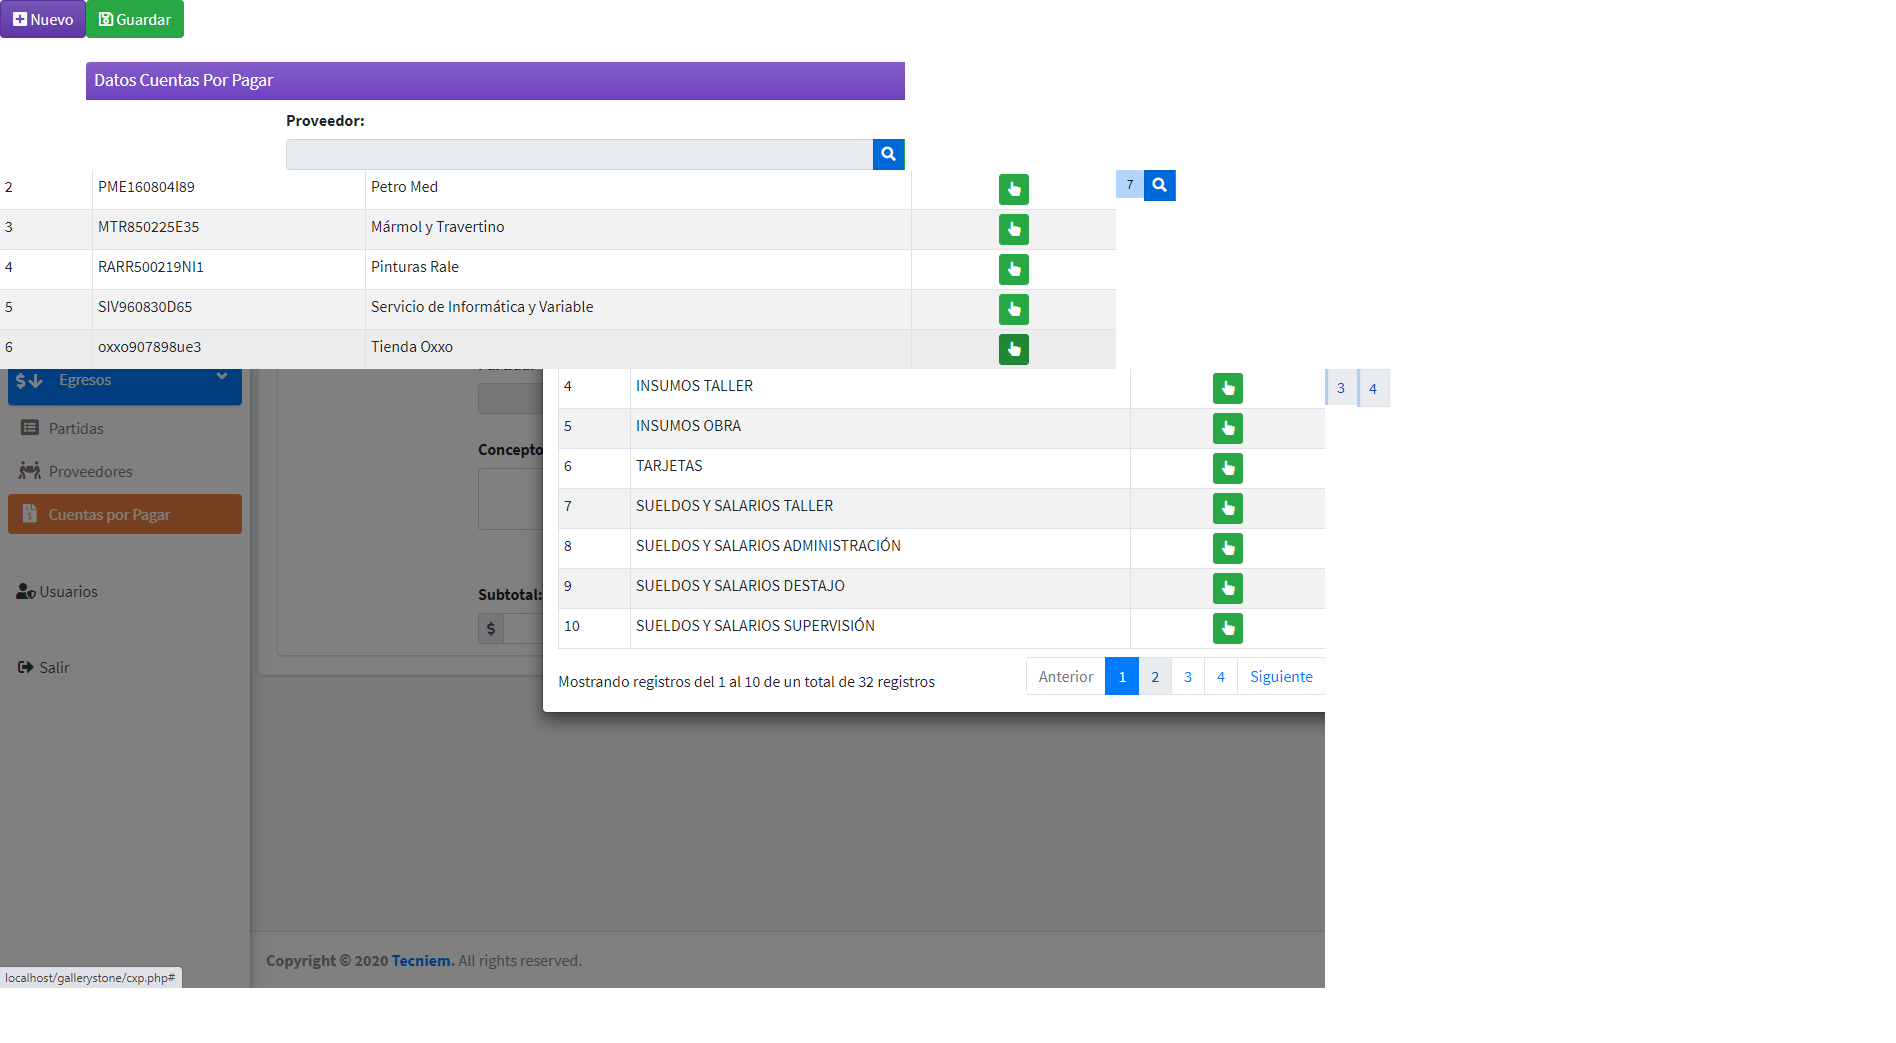 Nuevo Guardar
Datos Cuentas Por Pagar
Proveedor:
2 PME160804I89 Petro Med 7
3 MTR850225E35 Mármol y Travertino
4 RARR500219NI1 Pinturas Rale
5 SIV960830D65 Servicio de Informática y Variable
6 oxxo907898ue3 Tienda Oxxo
$ Egresos
4 INSUMOS TALLER 3 4
Partidas
5 INSUMOS OBRA
Concepto
6 TARJETAS
Proveedores
7 SUELDOS Y SALARIOS TALLER
Cuentas por Pagar
8 SUELDOS Y SALARIOS ADMINISTRACIÓN
9 SUELDOS Y SALARIOS DESTAJO
Usuarios
Subtotal:
10 SUELDOS Y SALARIOS SUPERVISIÓN
$
Salir
Mostrando registros del 1 al 10 de un total de 32 registros
Anterior 1 2 3 4 Siguiente
Copyright © 2020 Tecniem. All rights reserved.
localhost/gallerystone/cxp.php#